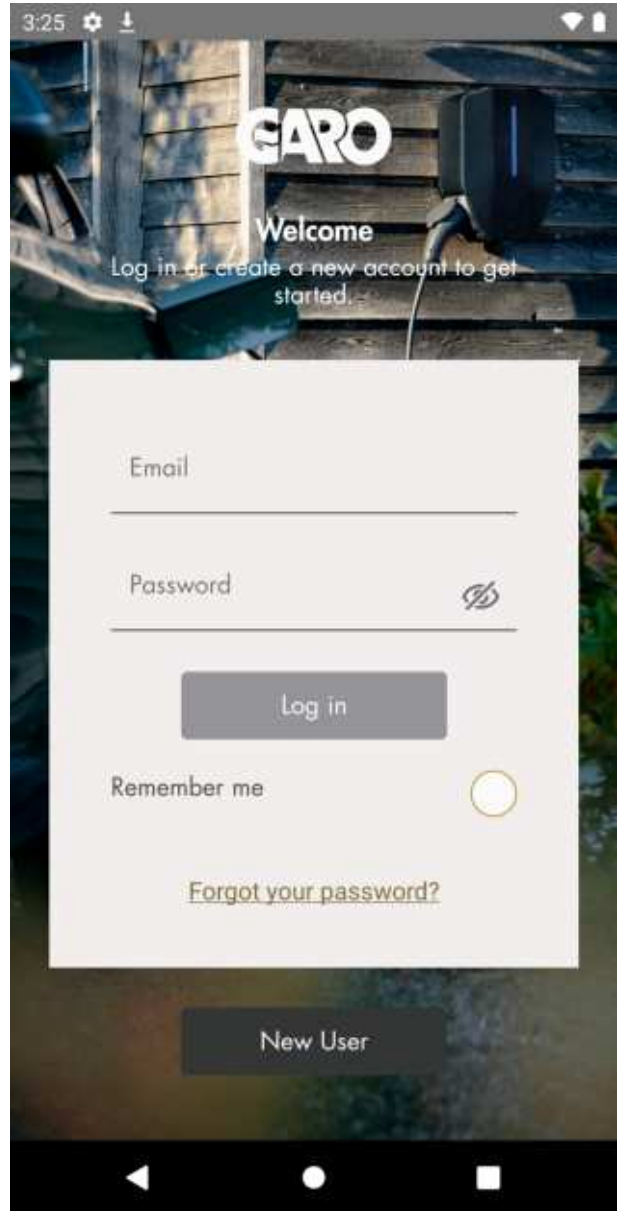 3:25
GARO
Welcome
Log in or create a new account to get
started.
Email
Password
Log in
Remember me
Forgot your password?
New User